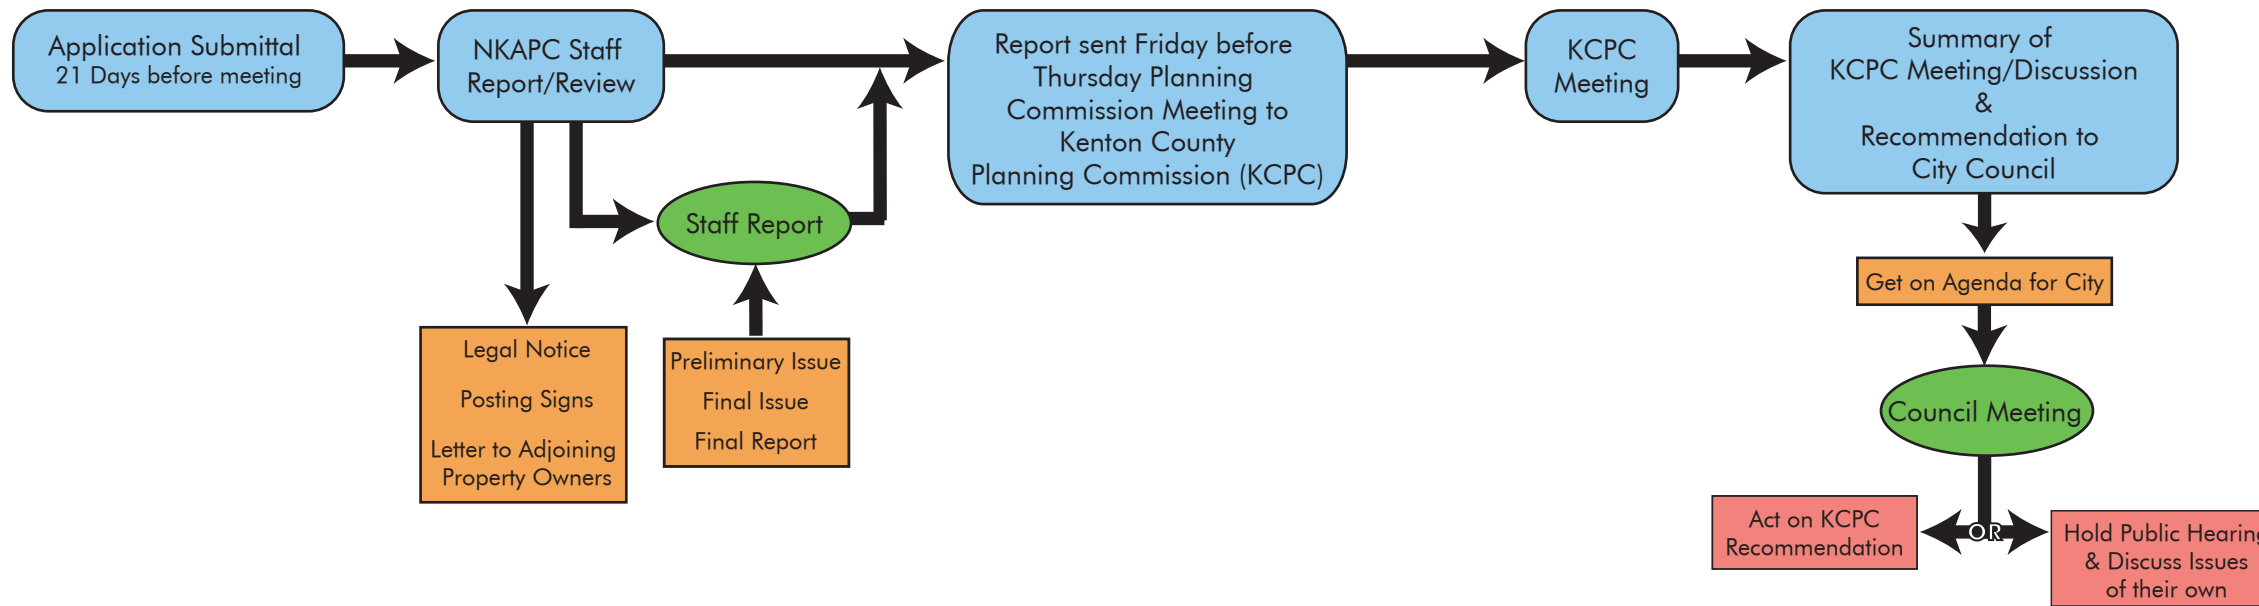 Application Submittal
21 Days before meeting
NKAPC Staff
Report/Review
Report sent Friday before
Thursday Planning
Commission Meeting to
Kenton County
Planning Commission (KCPC)
KCPC
Meeting
Summary of
KCPC Meeting/Discussion
&
Recommendation to
City Council
Staff Report
Legal Notice
Posting Signs
Letter to Adjoining
Property Owners
Preliminary Issue
Final Issue
Final Report
Get on Agenda for City
Council Meeting
Act on KCPC
Recommendation
OR
Hold Public Hearing
& Discuss Issues
of their own